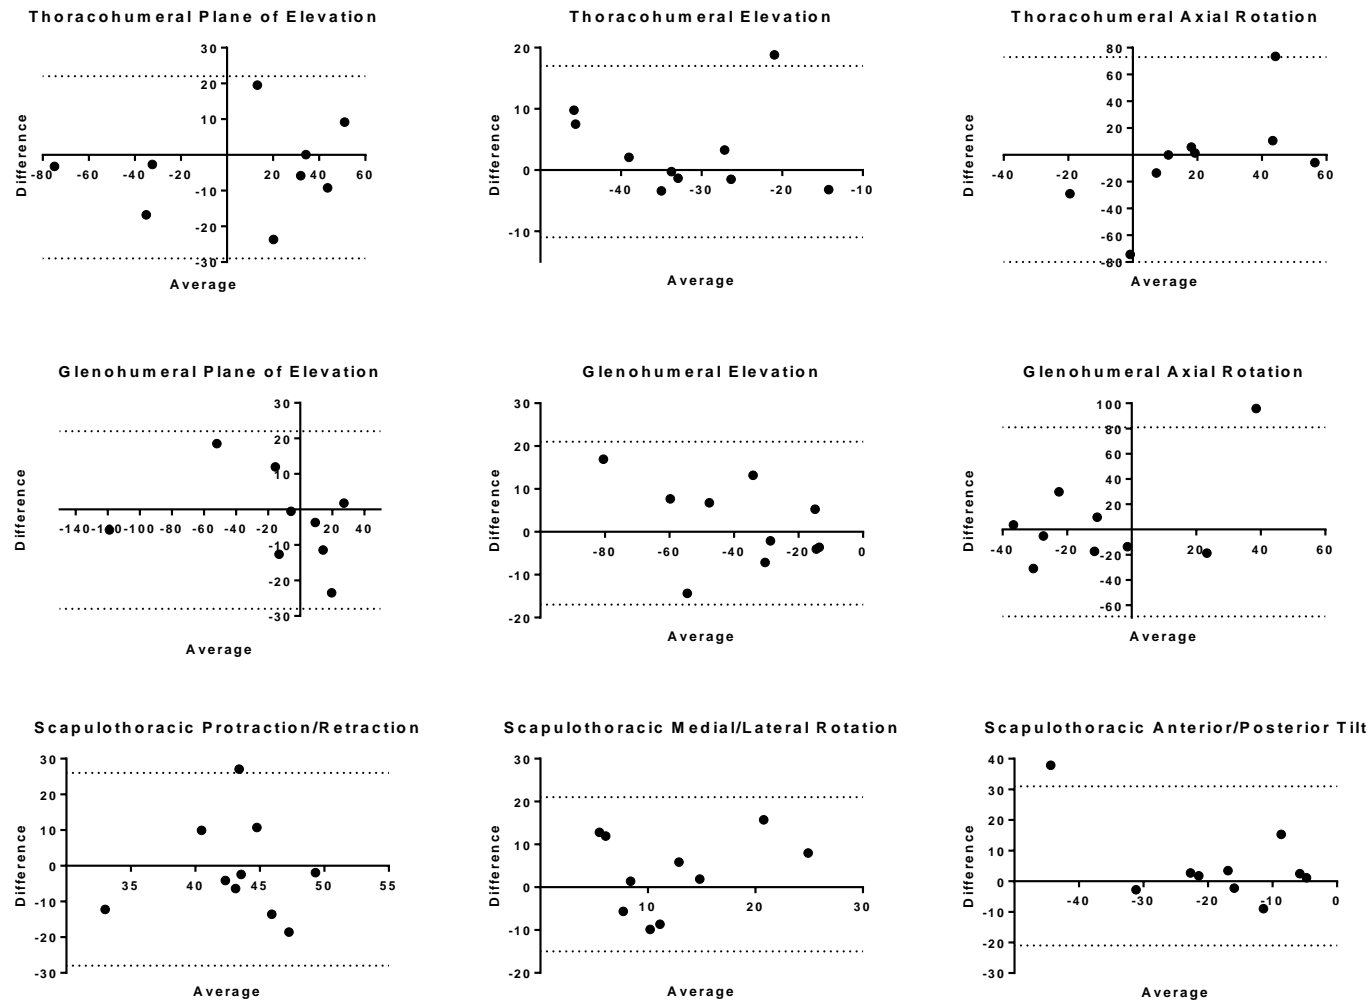 Thoracohumeral Plane of Elevation
30
20
10
-10
-20
-30
-80 -60 -40 -20 20 40 60
Difference
Average
Thoracohumeral Elevation
20
10
0
-10
-40 -30 -20 -10
Difference
Average
Thoracohumeral Axial Rotation
80
60
40
20
-20
-40
-60
-80
-40 -20 20 40 60
Difference
Average
Glenohumeral Plane of Elevation
30
20
10
-10
-20
-30
-140 -120 -100 -80 -60 -40 -20 20 40
Difference
Average
Glenohumeral Elevation
30
20
10
0
-10
-20
-80 -60 -40 -20 0
Difference
Average
Glenohumeral Axial Rotation
100
80
60
40
20
-20
-40
-60
-40 -20 20 40 60
Difference
Average
Scapulothoracic Protraction/Retraction
30
20
10
0
-10
-20
-30
35 40 45 50 55
Difference
Average
Scapulothoracic Medial/Lateral Rotation
30
20
10
0
-10
-20
10 20 30
Difference
Average
Scapulothoracic Anterior/Posterior Tilt
40
30
20
10
0
-10
-20
-30
-40 -30 -20 -10 0
Difference
Average